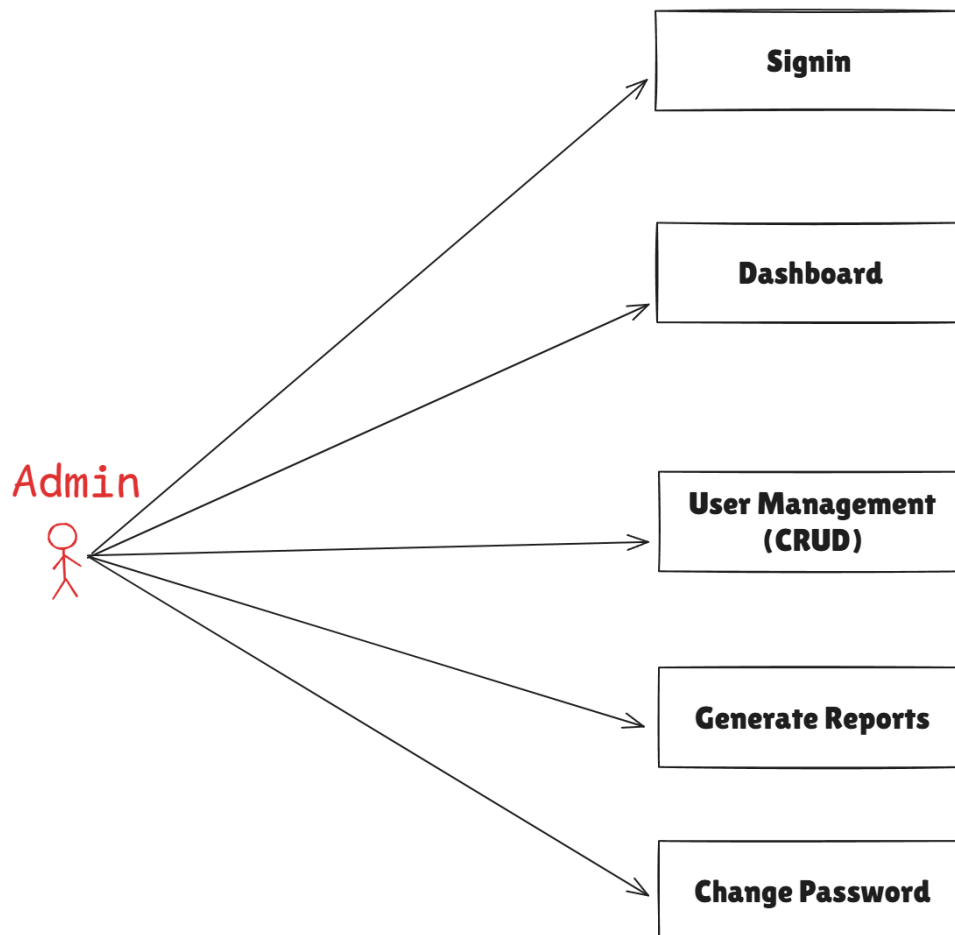 Signin
Dashboard
Admin
User Management
(CRUD)
Generate Reports
Change Password